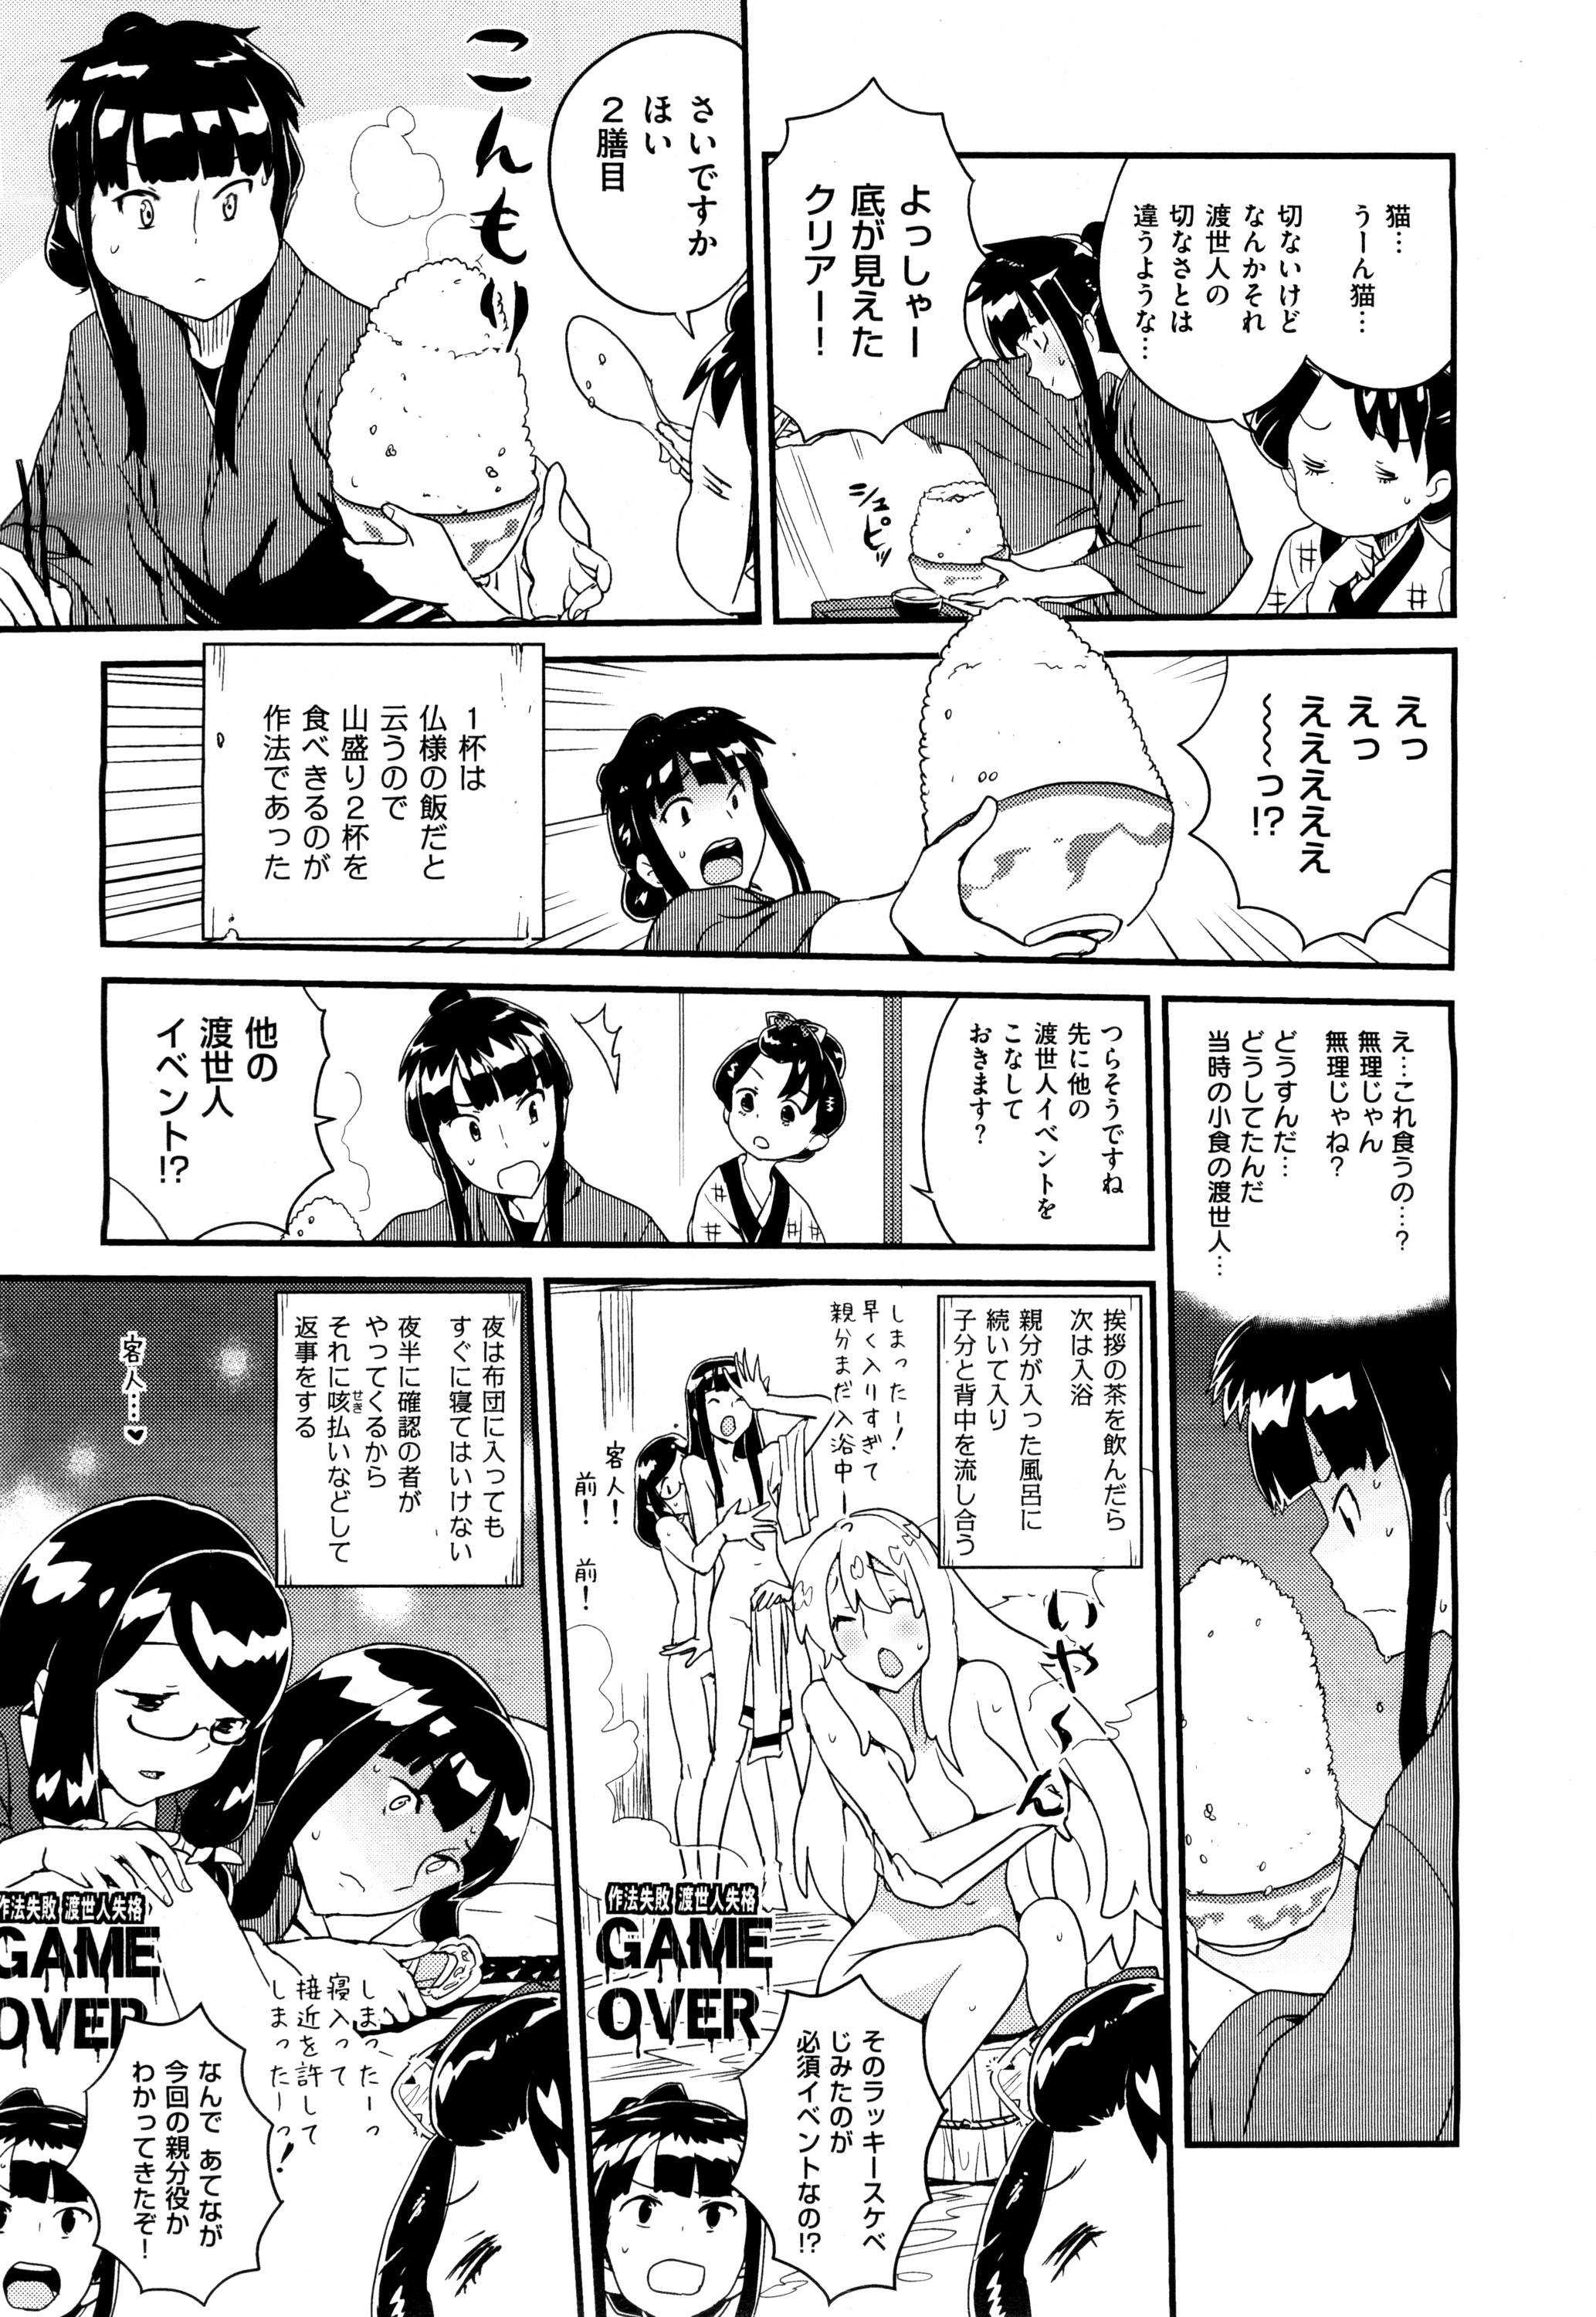 猫…
うーん猫…
切ないけど
なんかそれ
渡世人の
切なさとは
違うような…
よっしゃー
底が見えた
クリアー！
シュピッ
さいですか
ほい
2膳目
こんもり
えっ
えっ
ええええええ
〜〜〜っ!?
1杯は
仏様の飯だと
云うので
山盛り2杯を
食べきるのが
作法であった
え…これ食うの…?
無理じゃん
無理じゃね?
どうすんだ…
どうしてたんだ
当時の小食の渡世人…
つらそうですね
先に他の
渡世人イベントを
こなして
おきます?
他の
渡世人
イベント!?
挨拶の茶を飲んだら
次は入浴
親分が入った風呂に
続いて入り
子分と背中を流し合う
しまったー!
早く入りすぎて
親分まだ入浴中ー
客人!
前!
前!
いや〜ん
作法失敗 渡世人失格
GAME
OVER
そのラッキースケベ
じみたのが
必須イベントなの!?
夜は布団に入っても
すぐに寝てはいけない
夜半に確認の者が
やってくるから
それに咳払いなどして
せき
返事をする
客人…♥
作法失敗 渡世人失格
GAME
OVER
しまったーっ
寝入って
接近を許して
しまったーっ!
なんで あてなが
今回の親分役か
わかってきたぞ!